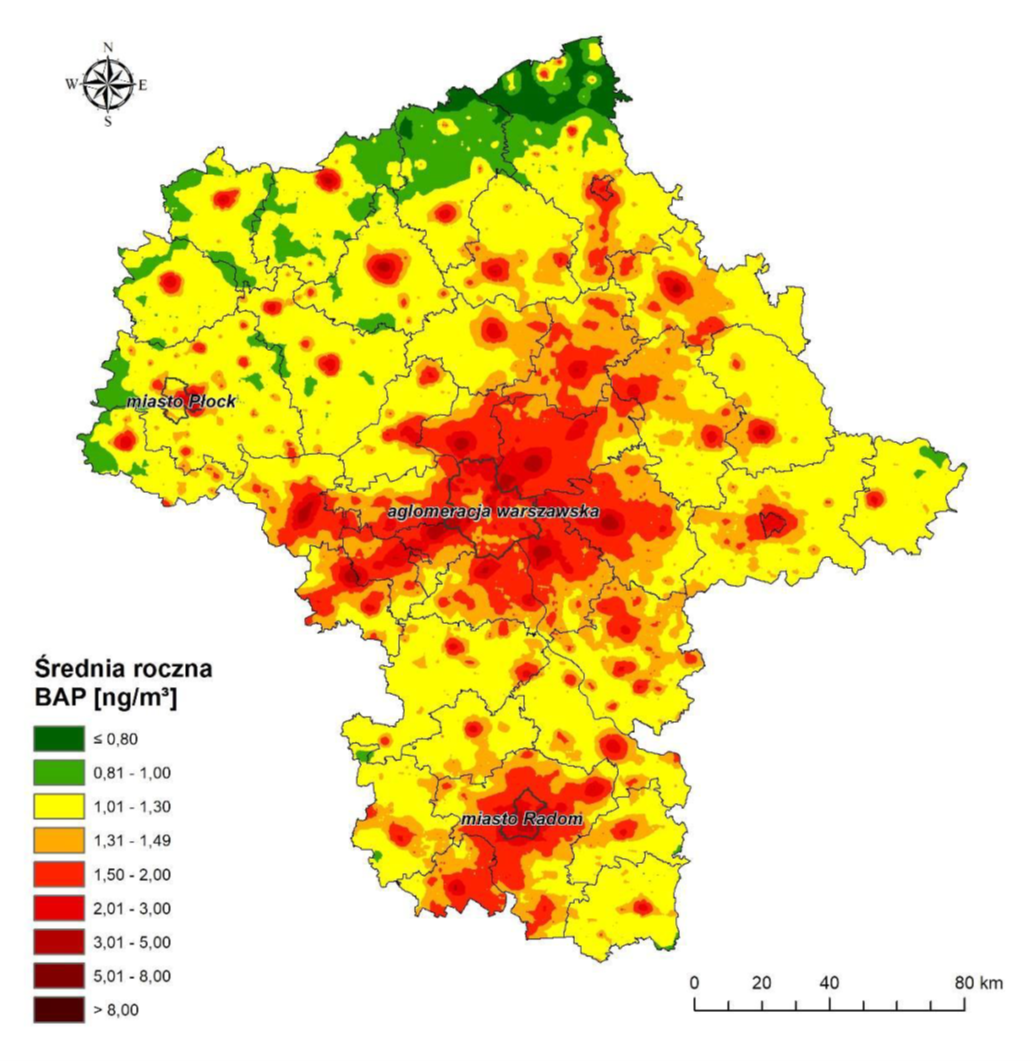 N
W E
S
miasto Płock
aglomeracja warszawska
miasto Radom
Średnia roczna
BAP [ng/m³]
≤ 0,80
0,81 - 1,00
1,01 - 1,30
1,31 - 1,49
1,50 - 2,00
2,01 - 3,00
3,01 - 5,00
5,01 - 8,00
> 8,00
0 20 40 80 km